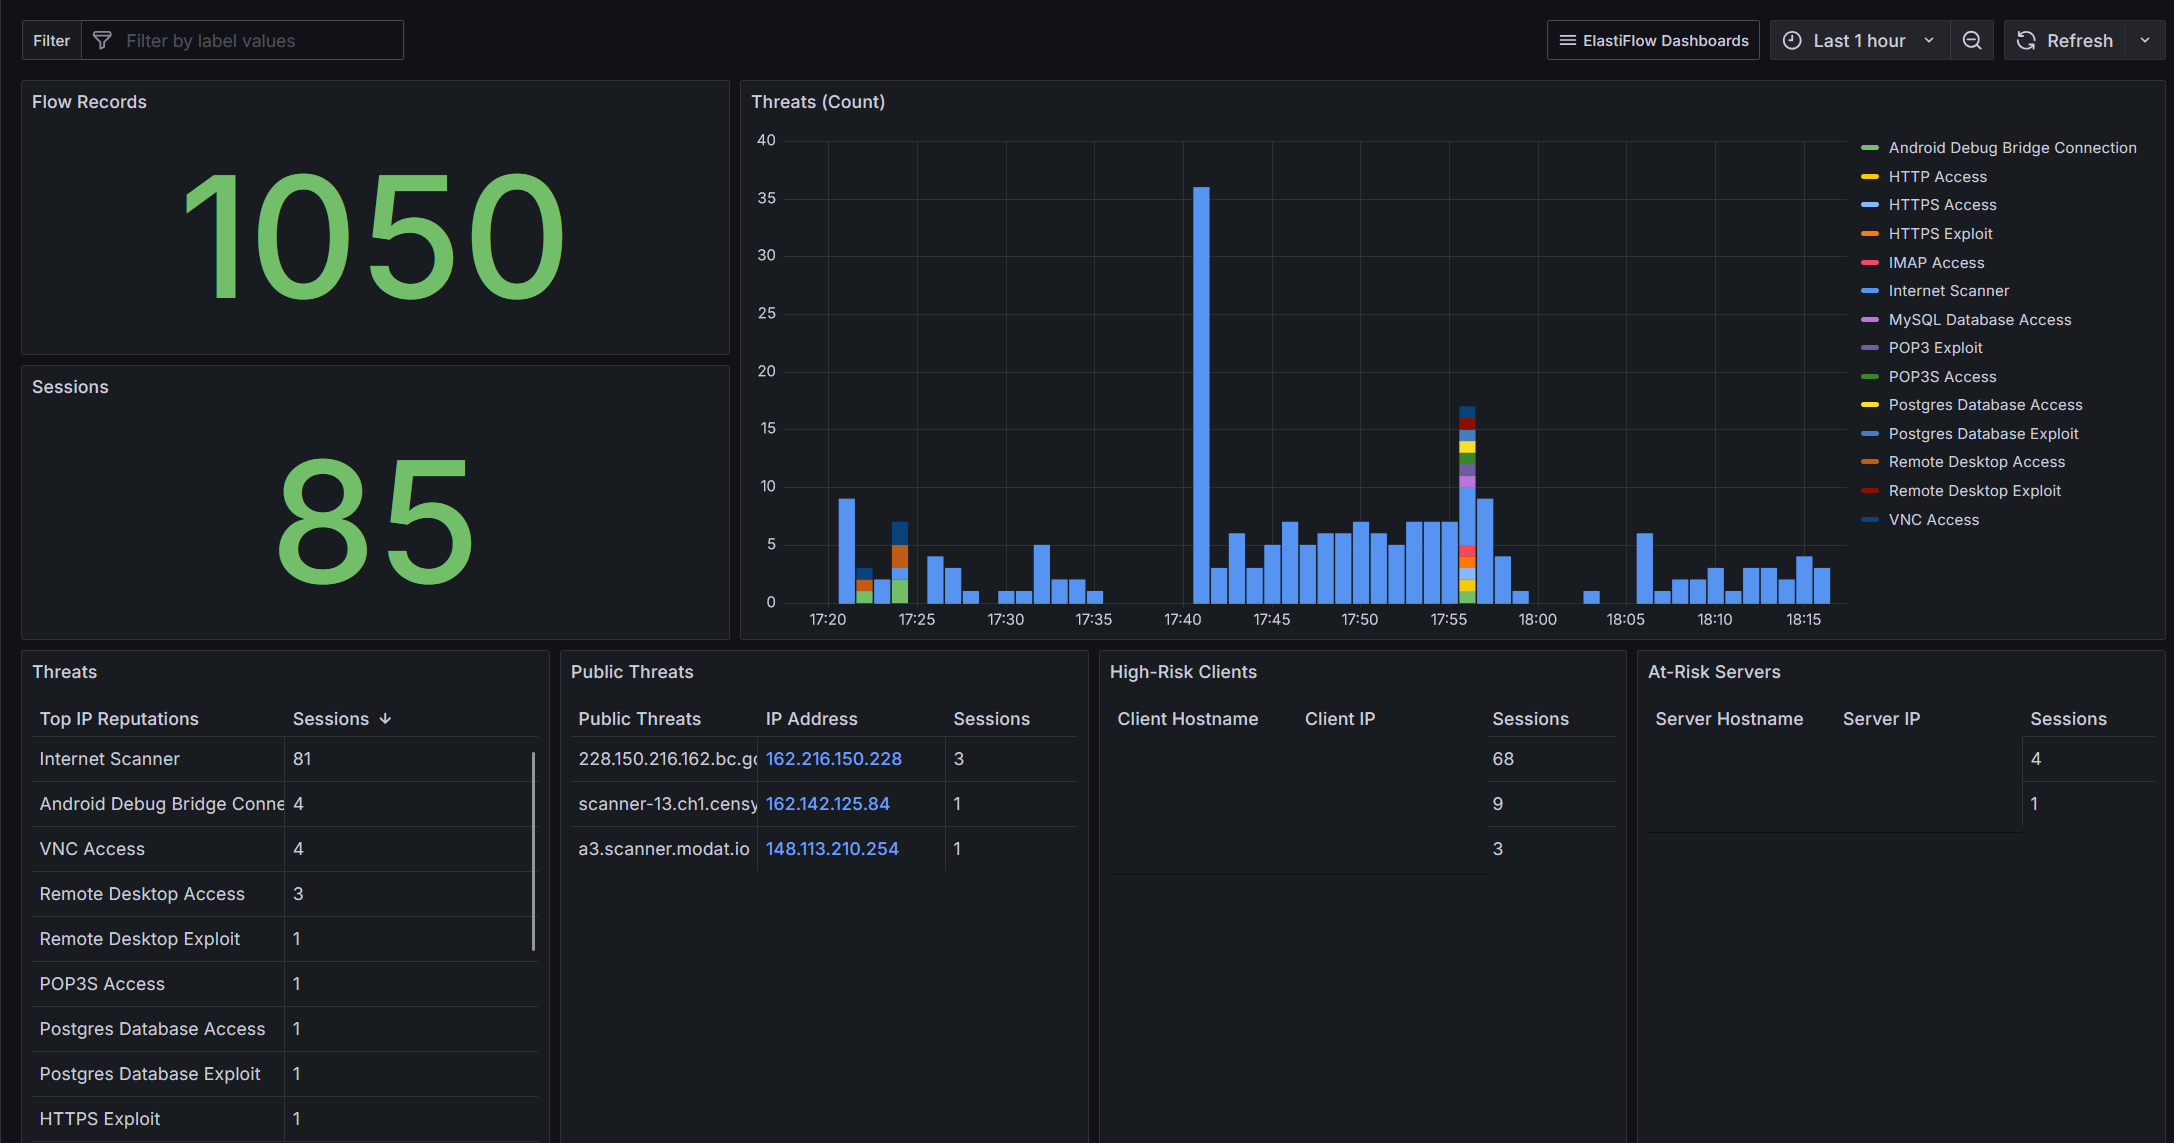 Filter Filter by label values ElastiFlow Dashboards Last 1 hour Refresh
Flow Records
1050
Sessions
85
Threats (Count)
40
35
30
25
20
15
10
5
0
17:20 17:25 17:30 17:35 17:40 17:45 17:50 17:55 18:00 18:05 18:10 18:15
Android Debug Bridge Connection
HTTP Access
HTTPS Access
HTTPS Exploit
IMAP Access
Internet Scanner
MySQL Database Access
POP3 Exploit
POP3S Access
Postgres Database Access
Postgres Database Exploit
Remote Desktop Access
Remote Desktop Exploit
VNC Access
Threats
Top IP Reputations Sessions
Internet Scanner 81
Android Debug Bridge Conne 4
VNC Access 4
Remote Desktop Access 3
Remote Desktop Exploit 1
POP3S Access 1
Postgres Database Access 1
Postgres Database Exploit 1
HTTPS Exploit 1
Public Threats
Public Threats IP Address Sessions
228.150.216.162.bc.go 162.216.150.228 3
scanner-13.ch1.censy 162.142.125.84 1
a3.scanner.modat.io 148.113.210.254 1
High-Risk Clients
Client Hostname Client IP Sessions
68
9
3
At-Risk Servers
Server Hostname Server IP Sessions
4
1